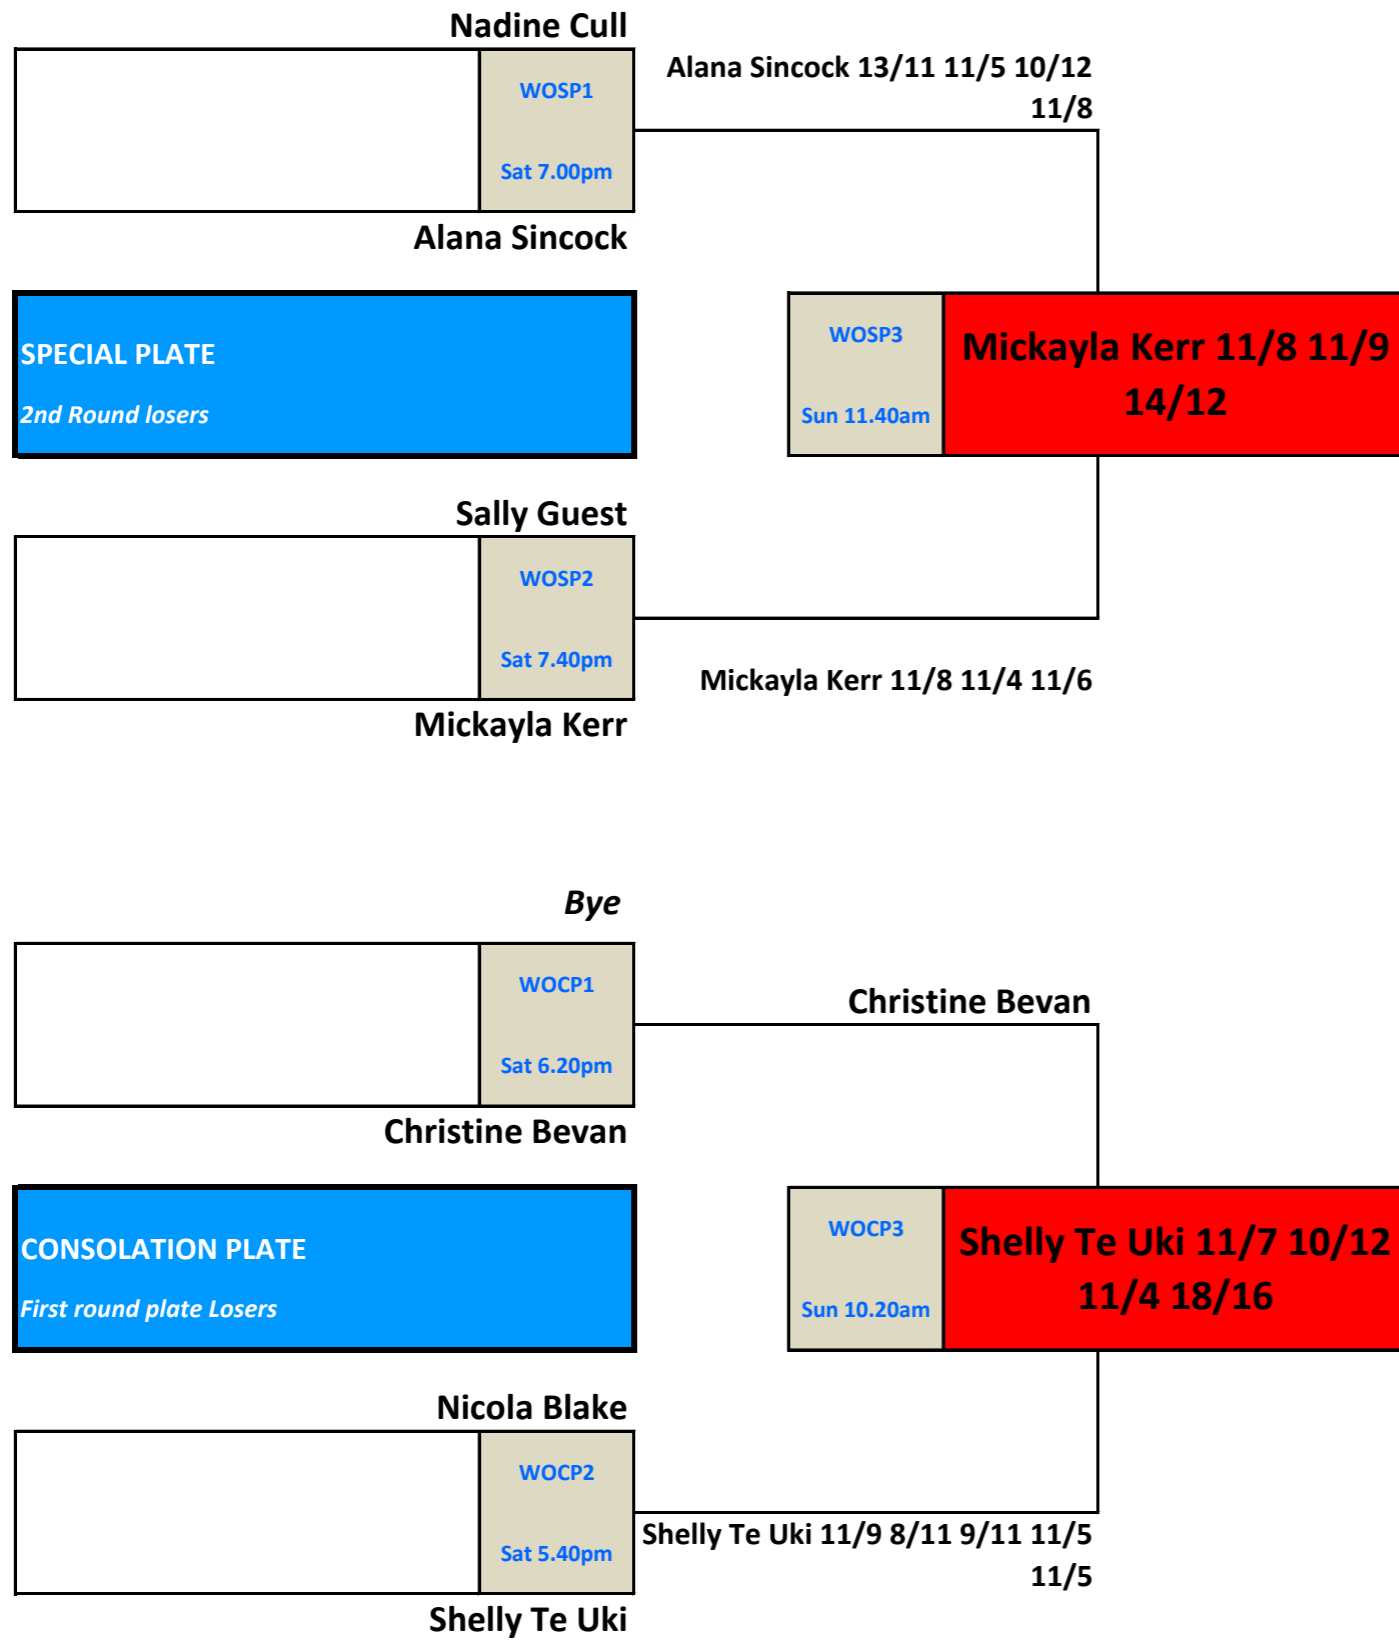 Nadine Cull
WOSP1
Sat 7.00pm
Alana Sincock 13/11 11/5 10/12
11/8
Alana Sincock
SPECIAL PLATE
2nd Round losers
WOSP3
Sun 11.40am
Mickayla Kerr 11/8 11/9
14/12
Sally Guest
WOSP2
Sat 7.40pm
Mickayla Kerr 11/8 11/4 11/6
Mickayla Kerr
Bye
WOCP1
Sat 6.20pm
Christine Bevan
Christine Bevan
CONSOLATION PLATE
First round plate Losers
WOCP3
Sun 10.20am
Shelly Te Uki 11/7 10/12
11/4 18/16
Nicola Blake
WOCP2
Sat 5.40pm
Shelly Te Uki 11/9 8/11 9/11 11/5
11/5
Shelly Te Uki